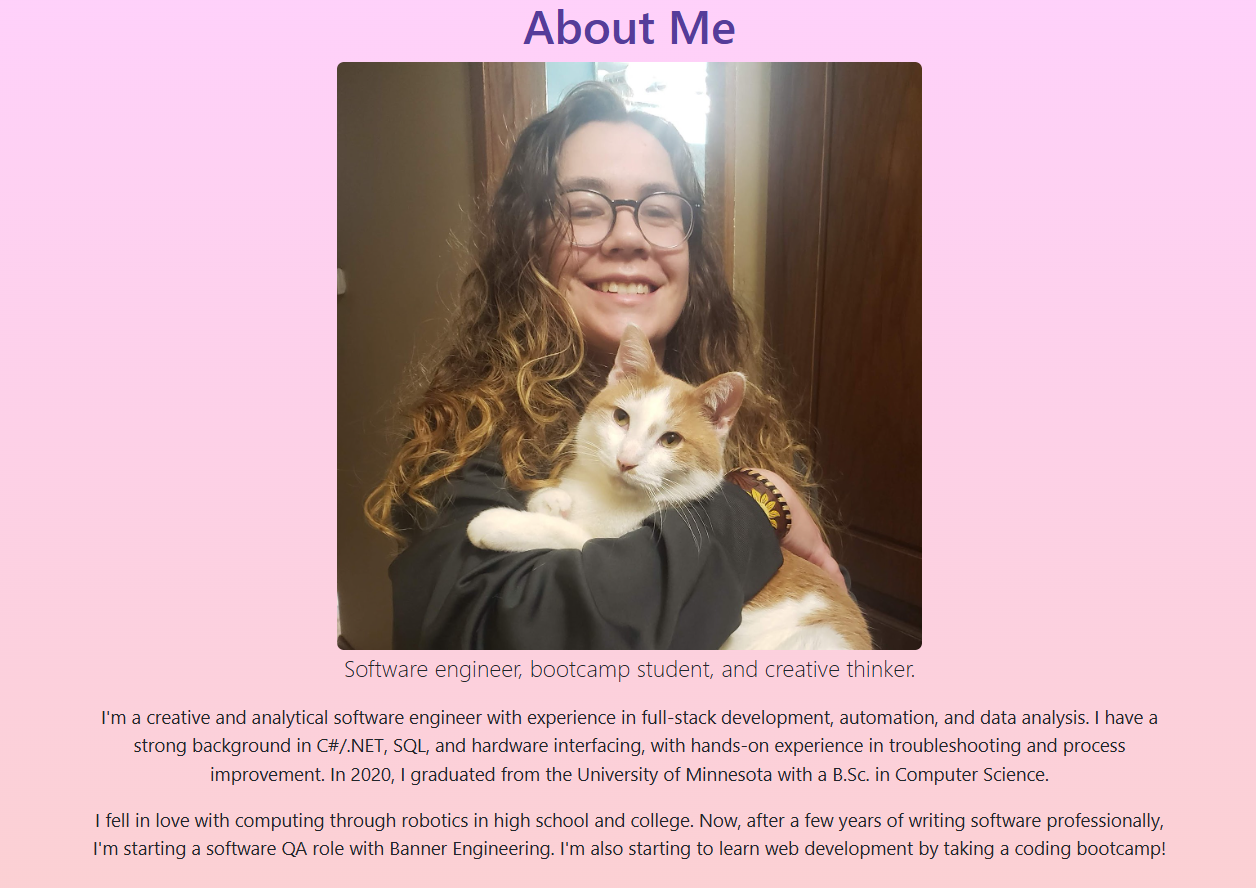 About Me
Software engineer, bootcamp student, and creative thinker.
I'm a creative and analytical software engineer with experience in full-stack development, automation, and data analysis. I have a
strong background in C#/.NET, SQL, and hardware interfacing, with hands-on experience in troubleshooting and process
improvement. In 2020, I graduated from the University of Minnesota with a B.Sc. in Computer Science.
I fell in love with computing through robotics in high school and college. Now, after a few years of writing software professionally,
I'm starting a software QA role with Banner Engineering. I'm also starting to learn web development by taking a coding bootcamp!